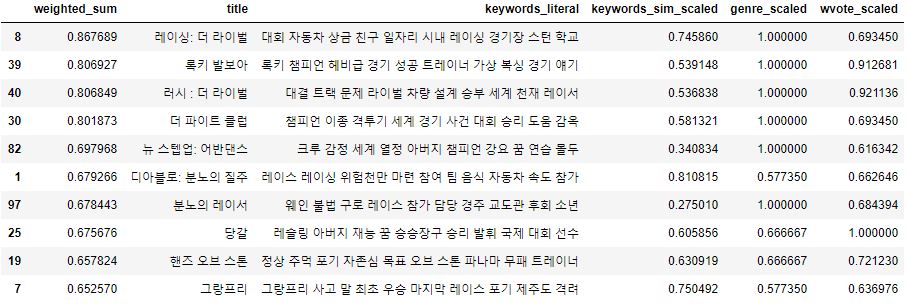 weighted_sum title keywords_literal keywords_sim_scaled genre_scaled wvote_scaled
8 0.867689 레이싱: 더 라이벌 대회 자동차 상금 친구 일자리 시내 레이싱 경기장 스턴 학교 0.745860 1.000000 0.693450
39 0.806927 록키 발보아 록키 챔피언 헤비급 경기 성공 트레이너 가상 복싱 경기 얘기 0.539148 1.000000 0.912681
40 0.806849 러시 : 더 라이벌 대결 트랙 문제 라이벌 차량 설계 승부 세계 천재 레이서 0.536838 1.000000 0.921136
30 0.801873 더 파이트 클럽 챔피언 이종 격투기 세계 경기 사건 대회 승리 도움 감옥 0.581321 1.000000 0.693450
82 0.697968 뉴 스텝업: 어반댄스 크루 감정 세계 열정 아버지 챔피언 강요 꿈 연습 몰두 0.340834 1.000000 0.616342
1 0.679266 디아블로: 분노의 질주 레이스 레이싱 위험천만 마련 참여 팀 음식 자동차 속도 참가 0.810815 0.577350 0.662646
97 0.678443 분노의 레이서 웨인 불법 구로 레이스 참가 담당 경주 교도관 후회 소년 0.275010 1.000000 0.684394
25 0.675676 당갈 레슬링 아버지 재능 꿈 승승장구 승리 발휘 국제 대회 선수 0.605856 0.666667 1.000000
19 0.657824 핸즈 오브 스톤 정상 주먹 포기 자존심 목표 오브 스톤 파나마 무패 트레이너 0.630919 0.666667 0.721230
7 0.652570 그랑프리 그랑프리 사고 말 최초 우승 마지막 레이스 포기 제주도 격려 0.750492 0.577350 0.636976